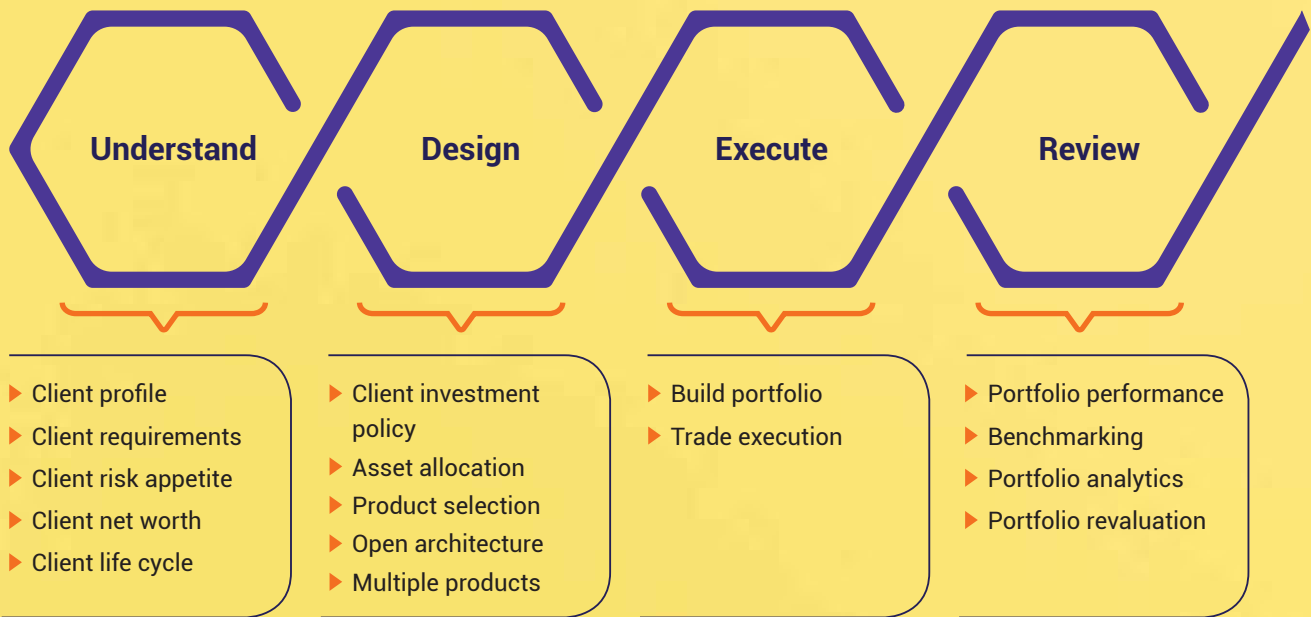 Understand
Design
Execute
Review
Client profile
Client requirements
Client risk appetite
Client net worth
Client life cycle
Client investment
policy
Asset allocation
Product selection
Open architecture
Multiple products
Build portfolio
Trade execution
Portfolio performance
Benchmarking
Portfolio analytics
Portfolio revaluation